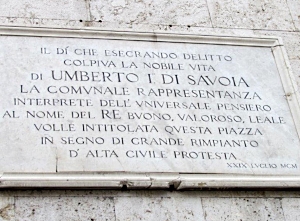 IL DÌ CHE ESECRANDO DELITTO
COLPIVA LA NOBILE VITA
DI UMBERTO I DI SAVOIA
LA COMVNALE RAPPRESENTANZA
INTERPRETE DELL' VNIVERSALE PENSIERO
AL NOME DEL RE BVONO, VALOROSO, LEALE
VOLLE INTITOLATA QVESTA PIAZZA
IN SEGNO DI GRANDE RIMPIANTO
D' ALTA CIVILE PROTESTA
XXIX LVGLIO MCM